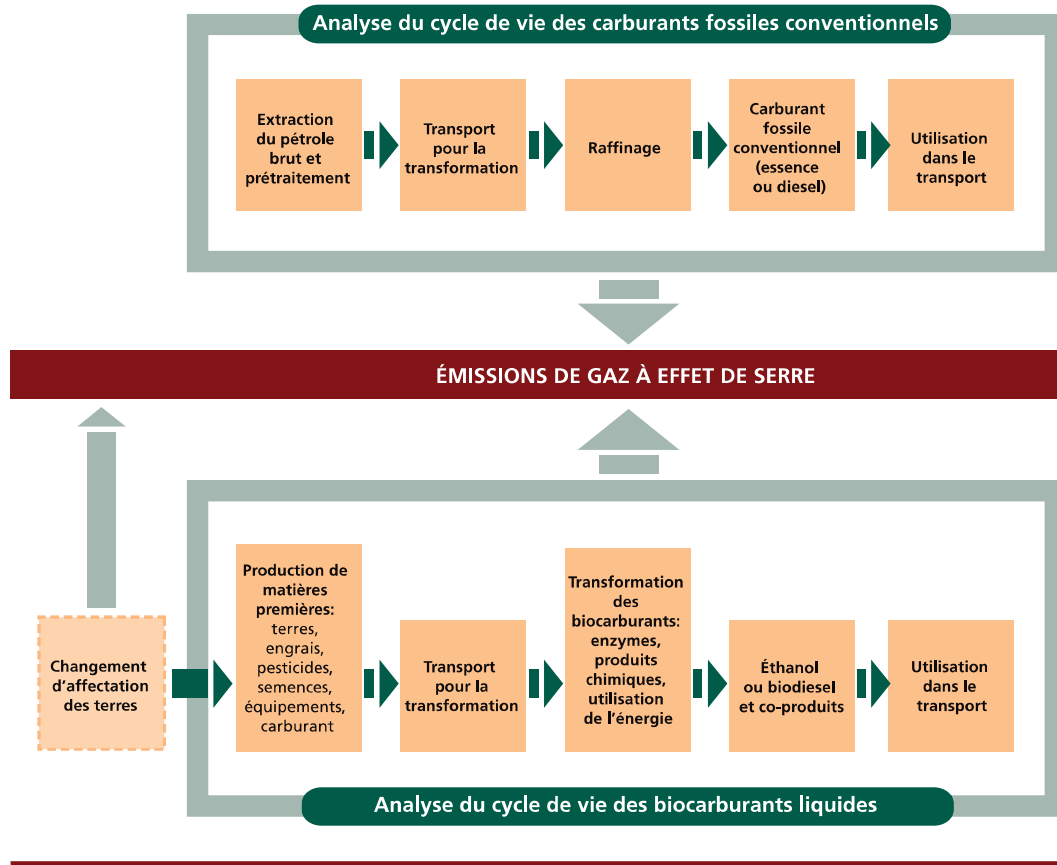 Analyse du cycle de vie des carburants fossiles conventionnels
Extraction
du pétrole
brut et
prétraitement
Transport
pour la
transformation
Raffinage
Carburant
fossile
conventionnel
(essence
ou diesel)
Utilisation
dans le
transport
ÉMISSIONS DE GAZ À EFFET DE SERRE
Changement
d'affectation
des terres
Production de
matières
premières:
terres,
engrais,
pesticides,
semences,
équipements,
carburant
Transport
pour la
transformation
Transformation
des
biocarburants:
enzymes,
produits
chimiques,
utilisation
de l'énergie
Éthanol
ou biodiesel
et co-produits
Utilisation
dans le
transport
Analyse du cycle de vie des biocarburants liquides